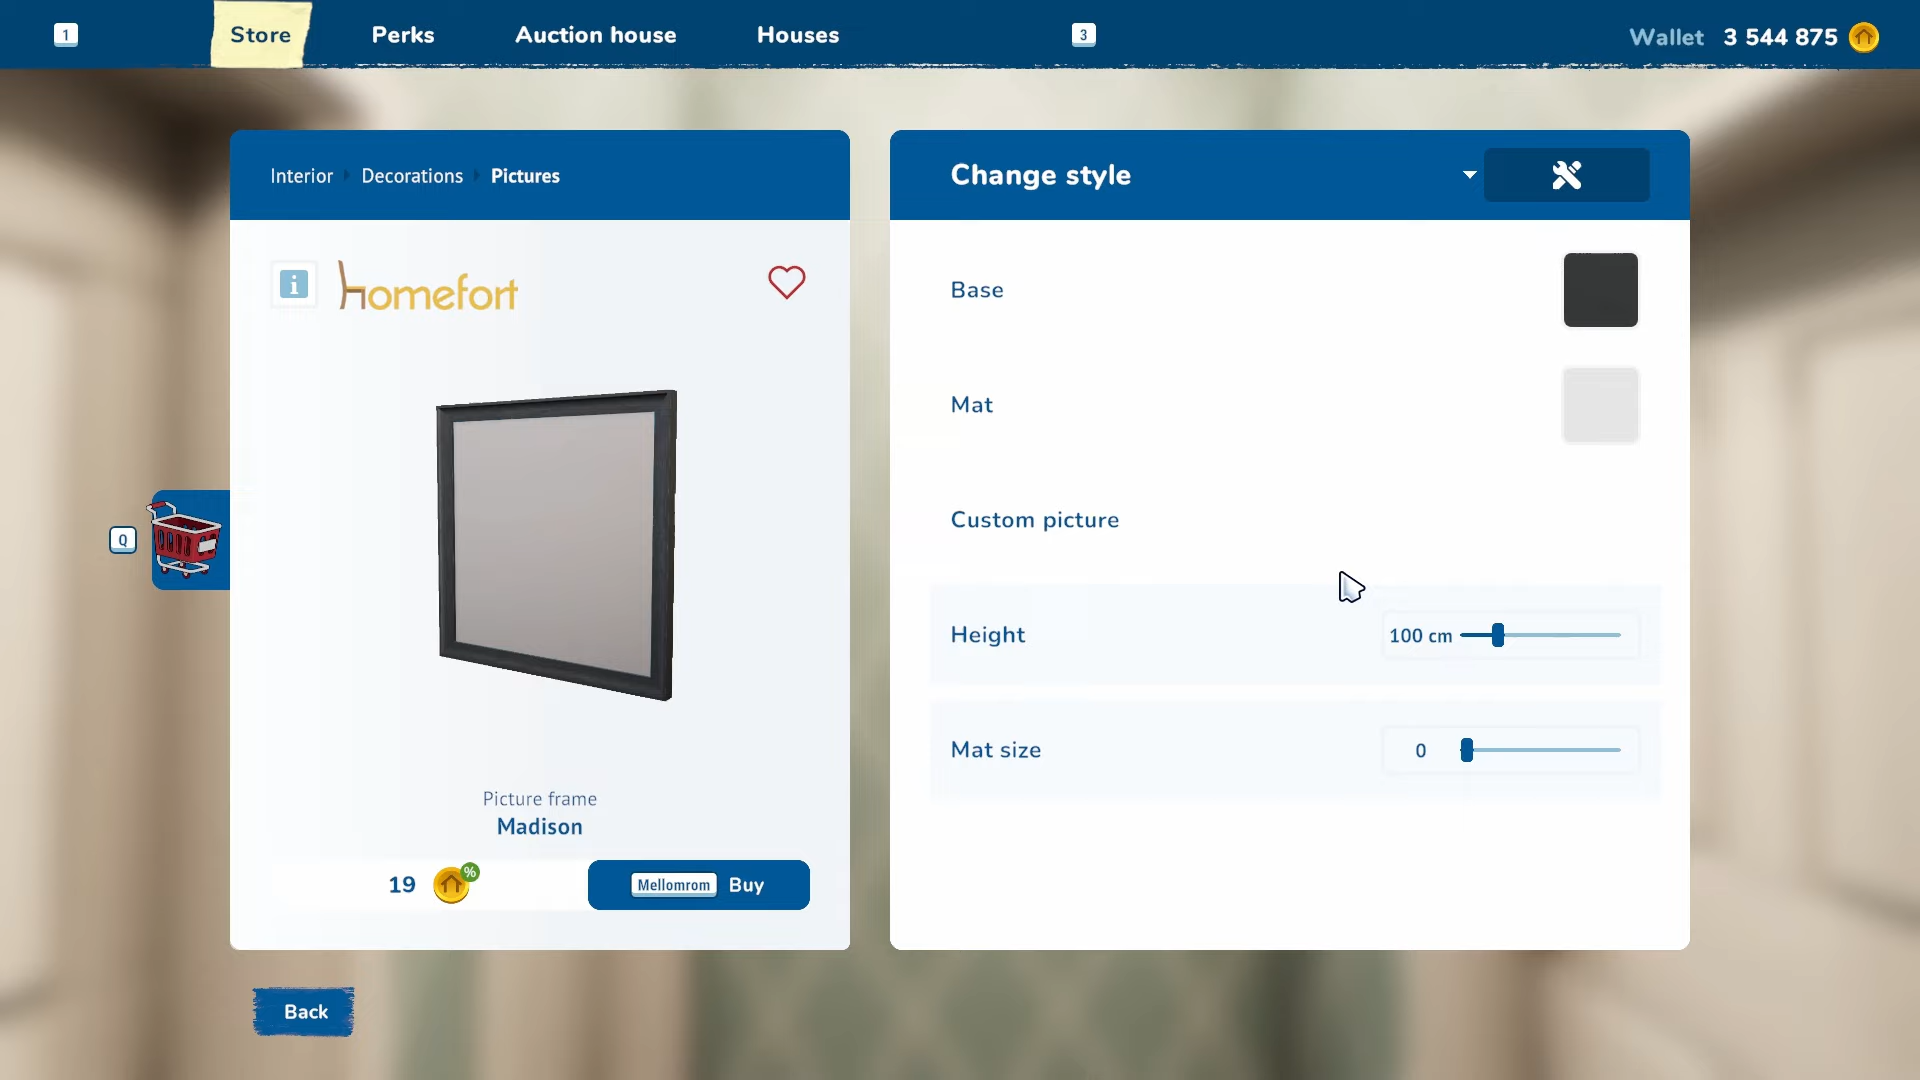 1
Store
Perks
Auction house
Houses
3
Wallet 3 544 875
Interior Decorations Pictures
i homefort
Change style
Base
Mat
Custom picture
Q
Height 100 cm
Mat size 0
Picture frame
Madison
19 %
Mellomrom Buy
Back